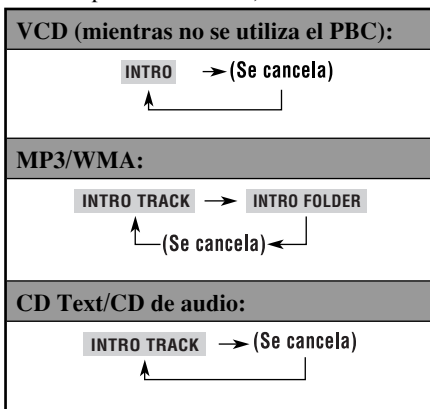 VCD (mientras no se utiliza el PBC):
INTRO (Se cancela)
MP3/WMA:
INTRO TRACK INTRO FOLDER
(Se cancela)
CD Text/CD de audio:
INTRO TRACK (Se cancela)